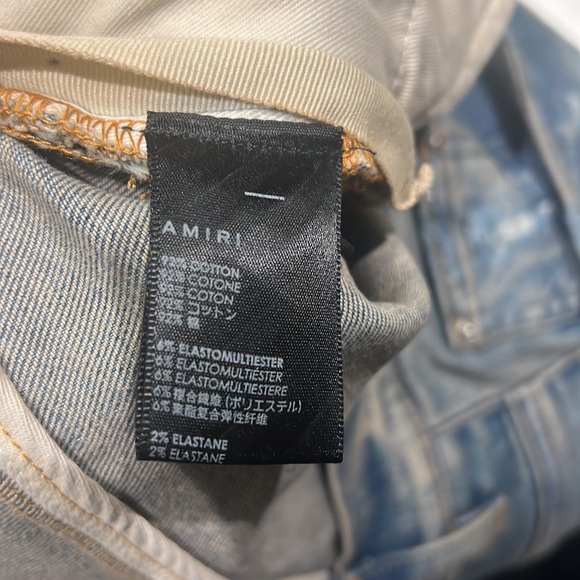 AMIRI
92% COTTON
92% COTONE
92% COTON
92% コットン
92% 棉
6% ELASTOMULTIESTER
6% ELASTOMULTIÉSTER
6% ELASTOMULTIESTERE
6% 複合繊維 (ポリエステル)
6% 聚酯复合弹性纤维
2% ELASTANE
2% ELASTANE